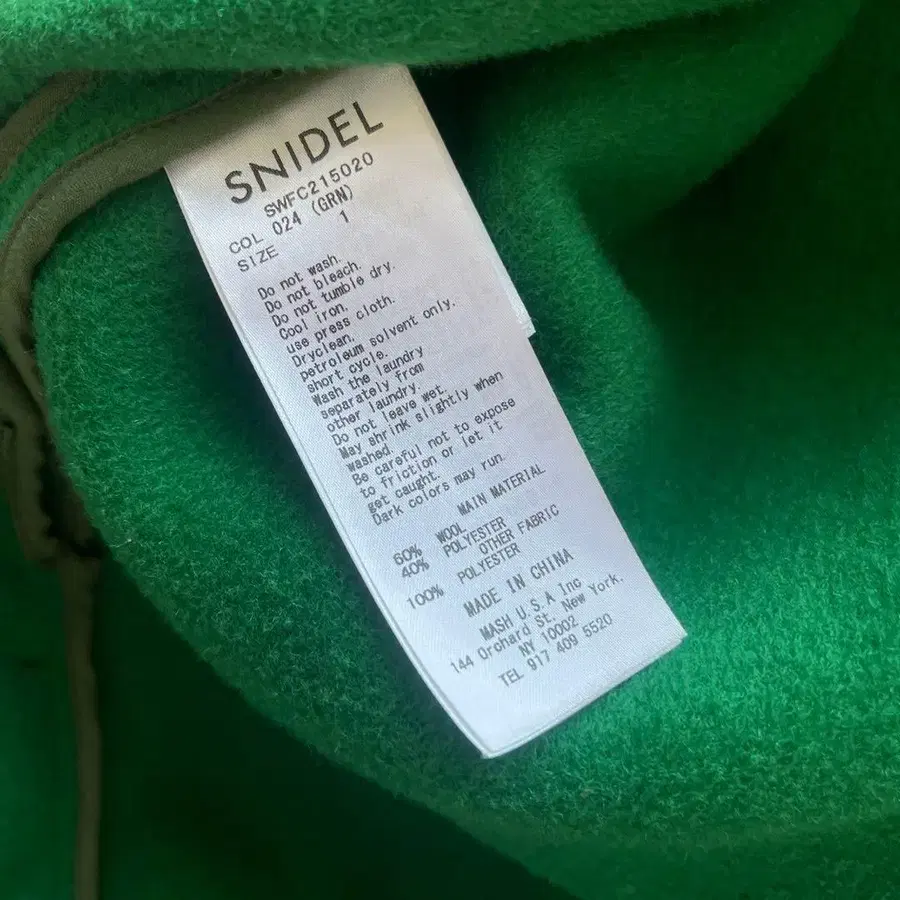 SNIDEL
SWFC215020
COL 024 (GRN)
SIZE 1
Do not wash.
Do not bleach.
Do not tumble dry.
Cool iron.
use press cloth.
Dryclean.
petroleum solvent only.
short cycle.
Wash the laundry
separately from
other laundry.
Do not leave wet.
May shrink slightly when
washed.
Be careful not to expose
to friction or let it
get caught.
Dark colors may run.
MAIN MATERIAL
60% WOOL
40% POLYESTER
OTHER FABRIC
100% POLYESTER
MADE IN CHINA
MASH U.S.A Inc
144 Orchard St. New York.
NY 10002
TEL 917 409 5520